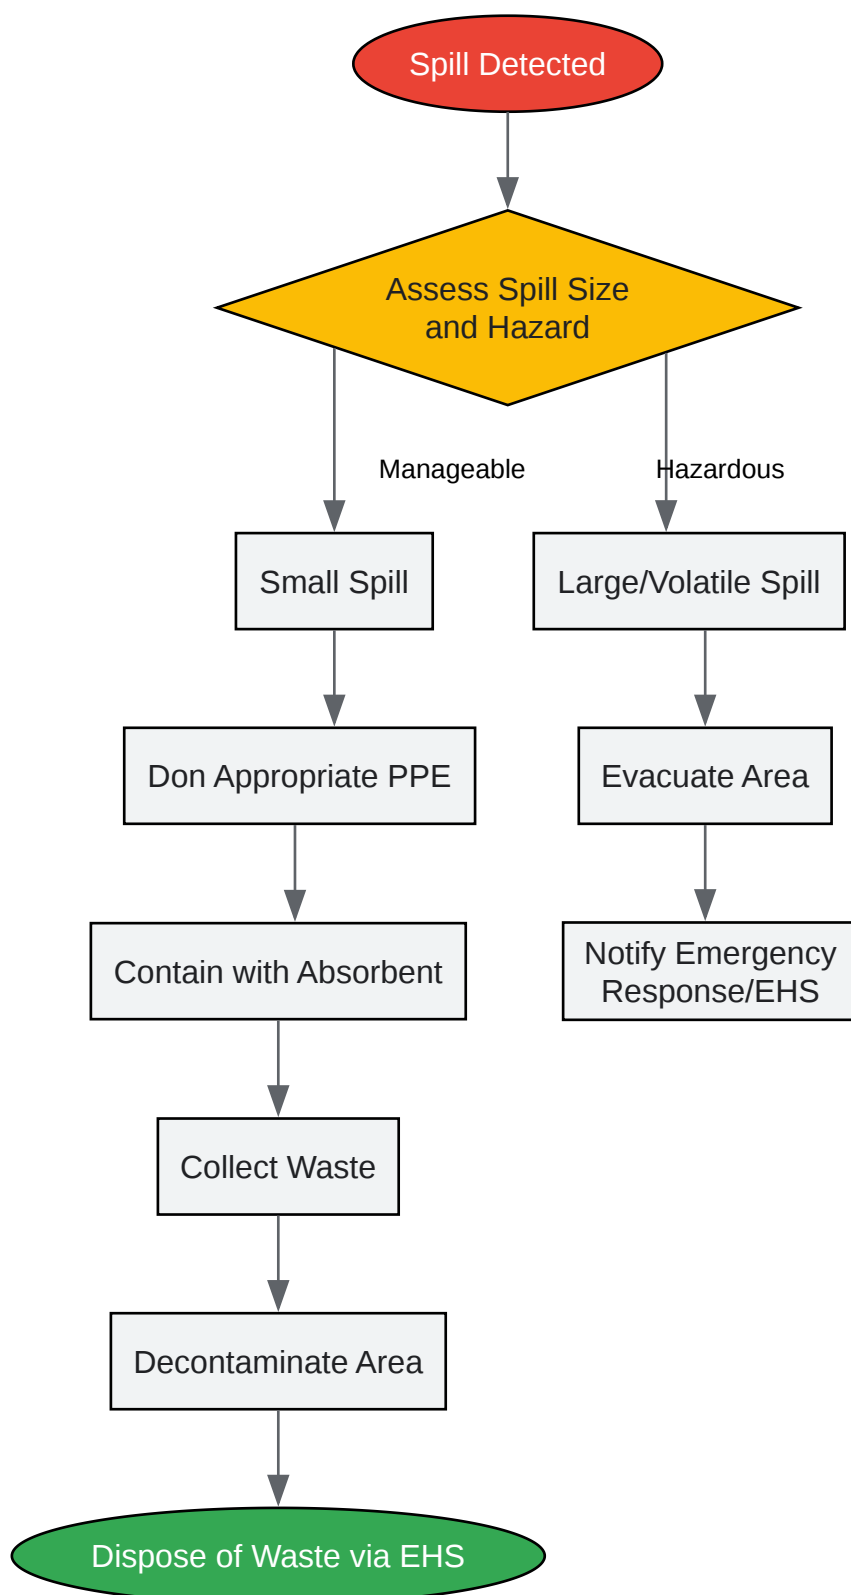 Spill Detected
Assess Spill Size
and Hazard
Manageable
Hazardous
Small Spill
Large/Volatile Spill
Don Appropriate PPE
Evacuate Area
Contain with Absorbent
Notify Emergency
Response/EHS
Collect Waste
Decontaminate Area
Dispose of Waste via EHS